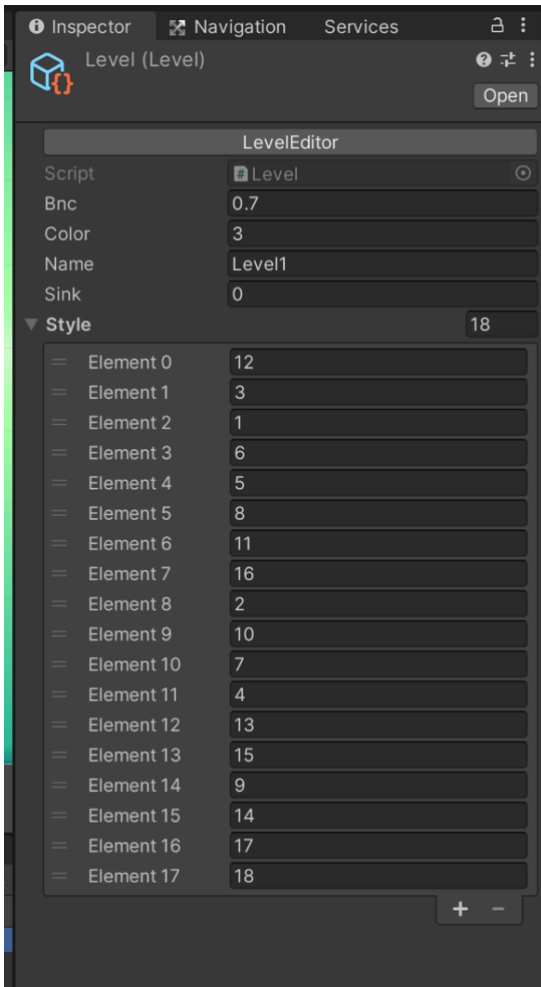 Inspector Navigation Services
Level (Level)
Open
LevelEditor
Script Level
Bnc 0.7
Color 3
Name Level1
Sink 0
Style 18
Element 0 12
Element 1 3
Element 2 1
Element 3 6
Element 4 5
Element 5 8
Element 6 11
Element 7 16
Element 8 2
Element 9 10
Element 10 7
Element 11 4
Element 12 13
Element 13 15
Element 14 9
Element 15 14
Element 16 17
Element 17 18